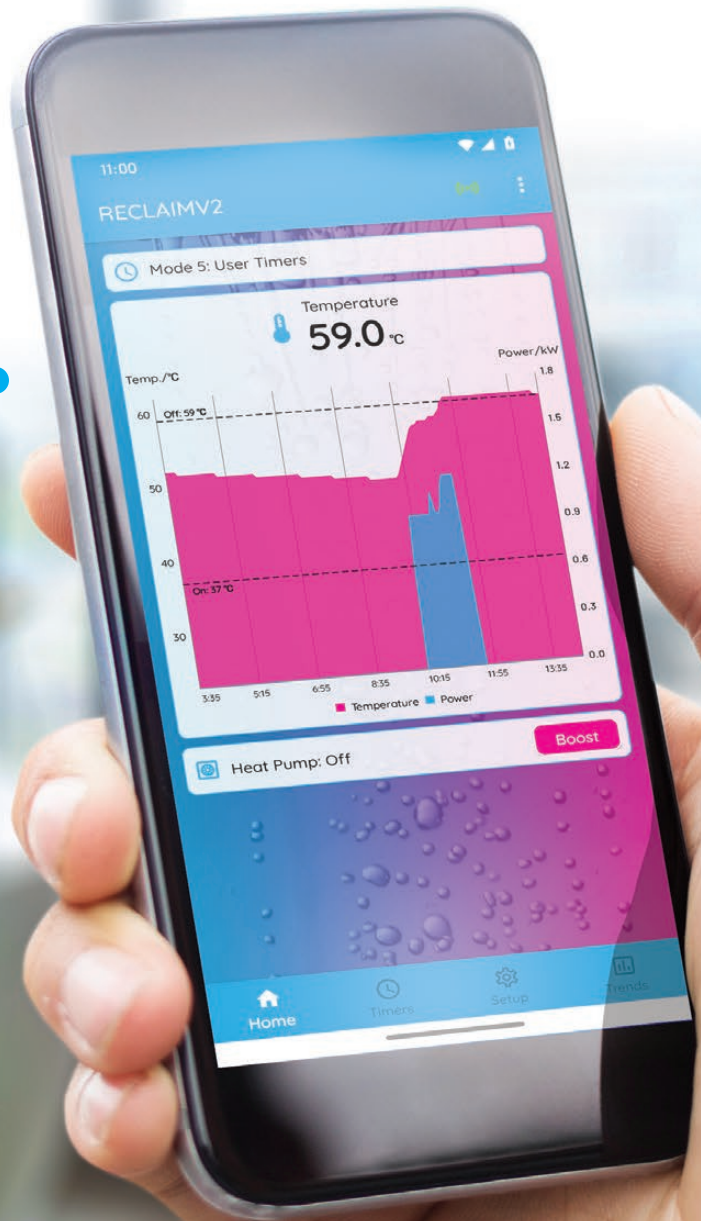 11:00
RECLAIMV2
Mode 5: User Timers
Temperature
59.0 °C
Temp./°C
Power/kW
60
50
40
30
Off: 59 °C
On: 37 °C
1.8
1.5
1.2
0.9
0.6
0.3
0.0
3:35 5:15 6:55 8:35 10:15 11:55 13:35
Temperature Power
Heat Pump: Off
Boost
Home Timers Setup Trends